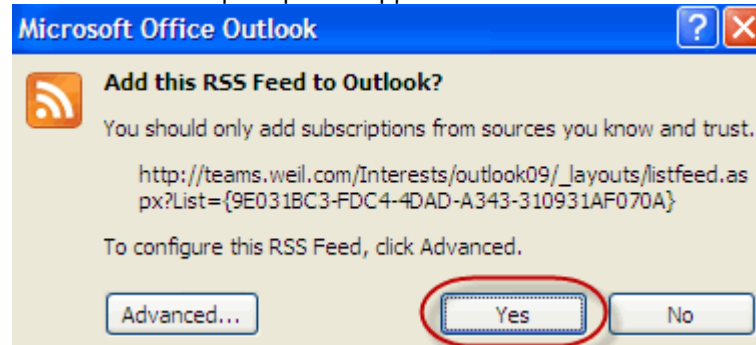 Microsoft Office Outlook
Add this RSS Feed to Outlook?
You should only add subscriptions from sources you know and trust.
http://teams.weil.com/Interests/outlook09/_layouts/listfeed.as
px?List={9E031BC3-FDC4-4DAD-A343-310931AF070A}
To configure this RSS Feed, click Advanced.
Advanced... Yes No